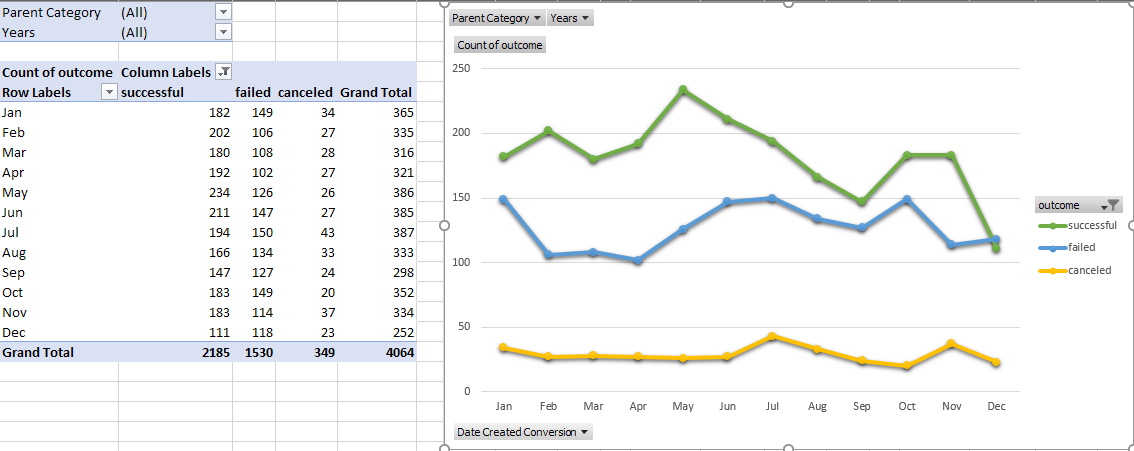 Parent Category (All)
Years (All)
Count of outcome Column Labels
Row Labels successful failed canceled Grand Total
Jan 182 149 34 365
Feb 202 106 27 335
Mar 180 108 28 316
Apr 192 102 27 321
May 234 126 26 386
Jun 211 147 27 385
Jul 194 150 43 387
Aug 166 134 33 333
Sep 147 127 24 298
Oct 183 149 20 352
Nov 183 114 37 334
Dec 111 118 23 252
Grand Total 2185 1530 349 4064
Parent Category Years
Count of outcome
250
200
150
100
50
0
Jan Feb Mar Apr May Jun Jul Aug Sep Oct Nov Dec
Date Created Conversion
outcome
successful
failed
canceled